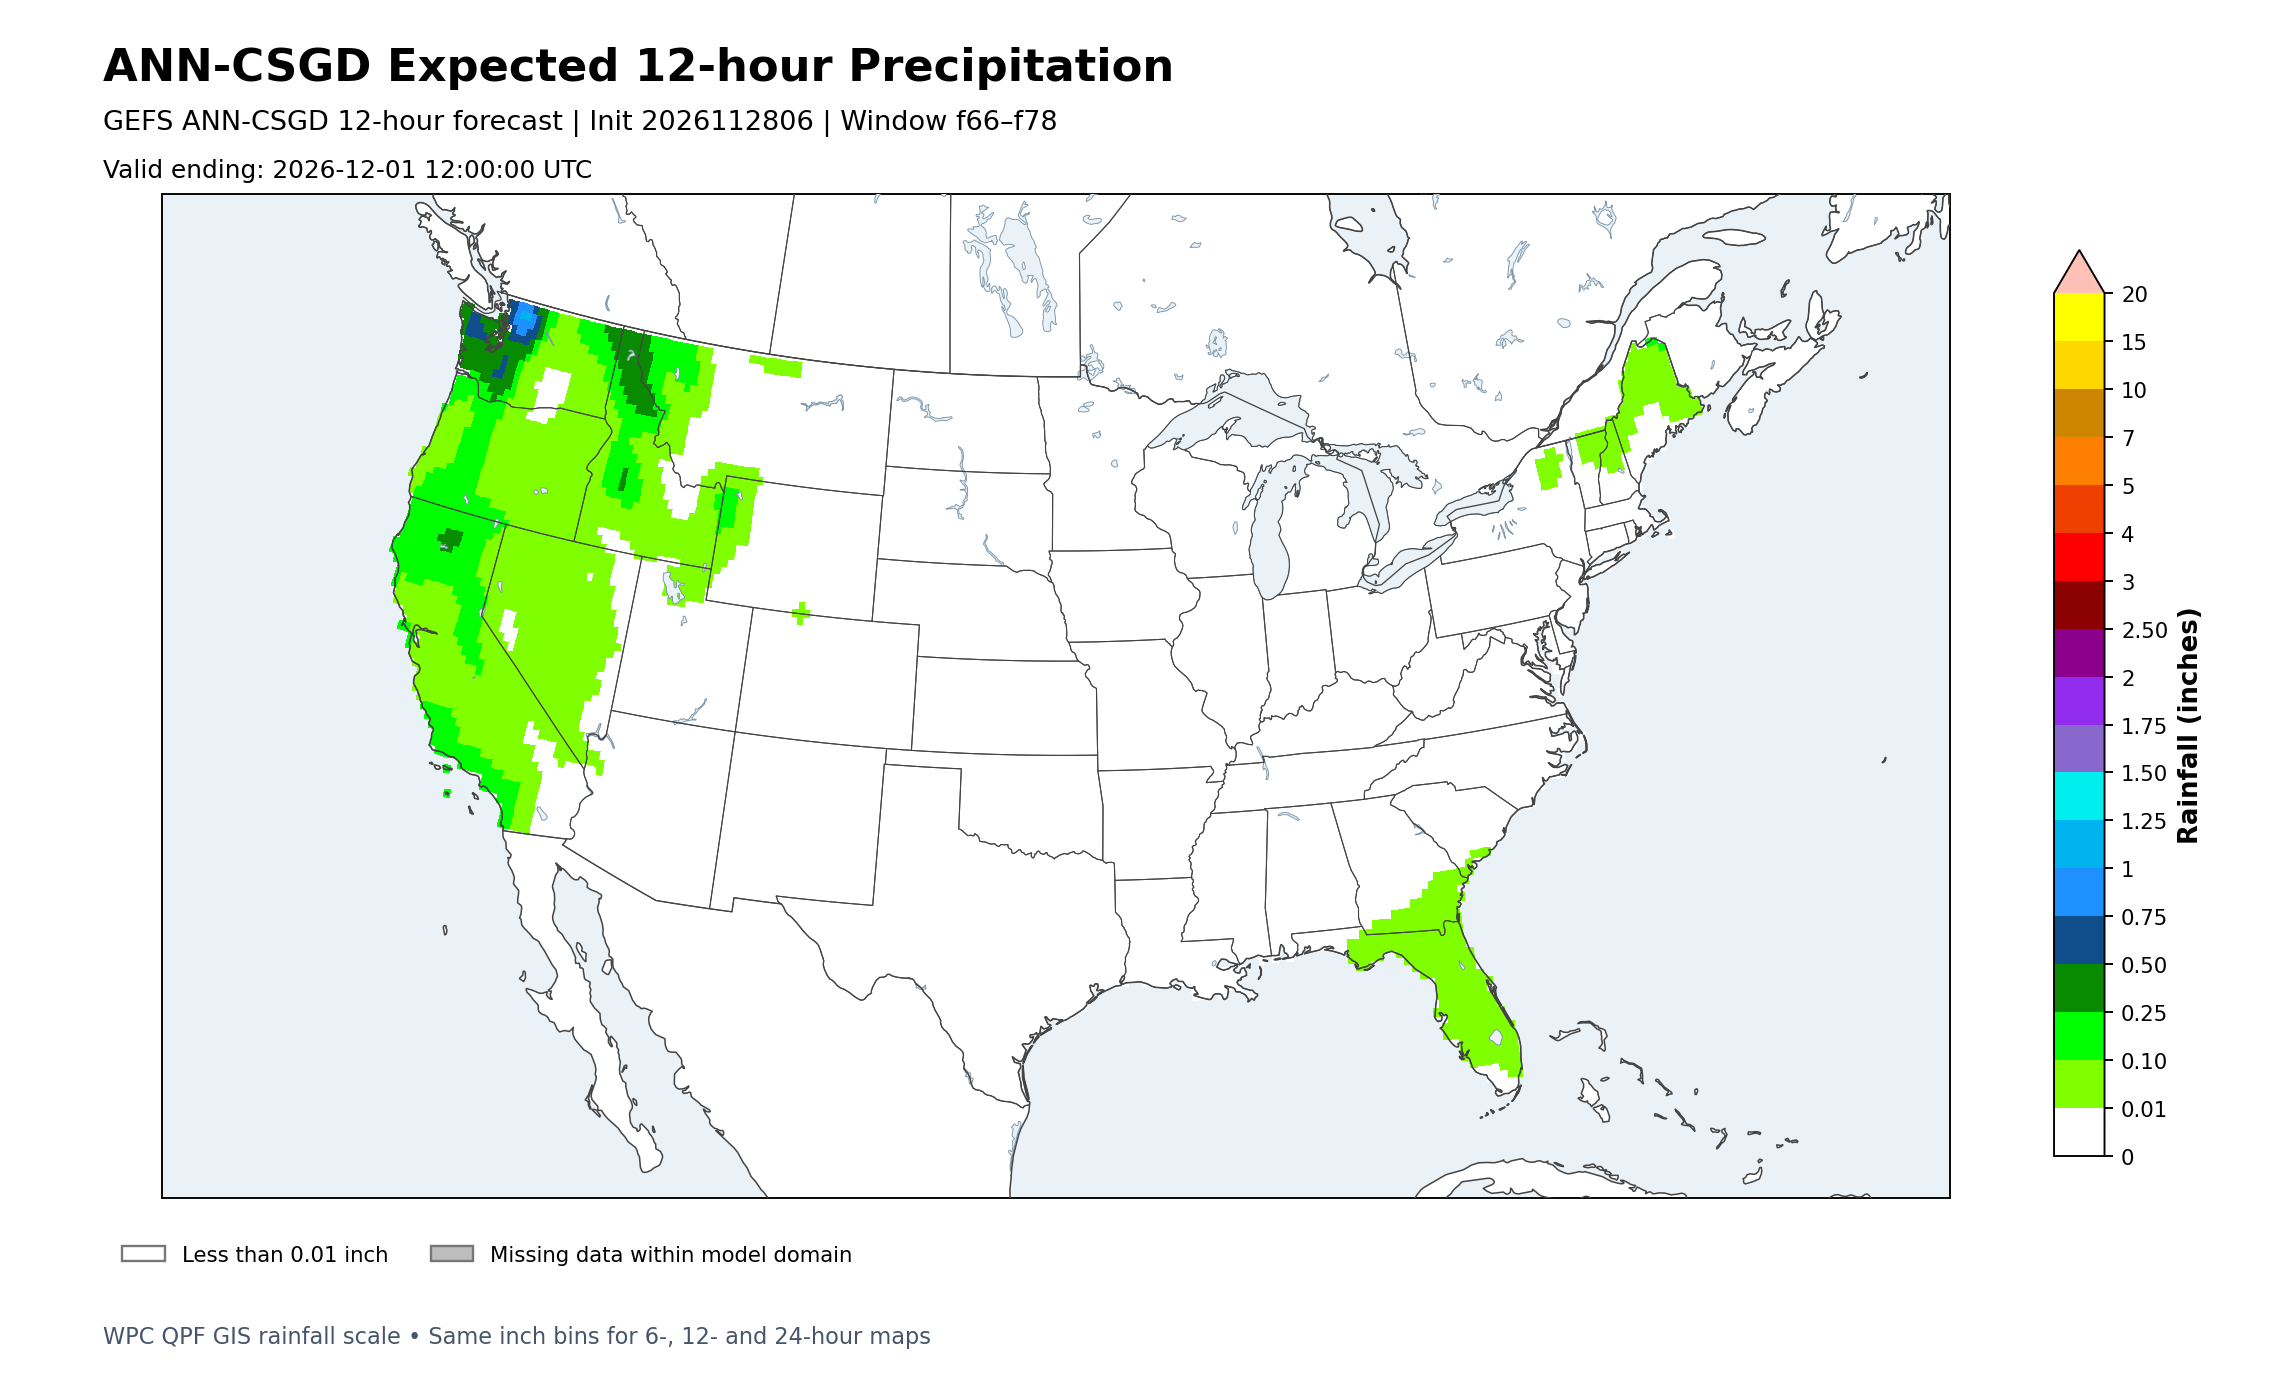 ANN-CSGD Expected 12-hour Precipitation
GEFS ANN-CSGD 12-hour forecast | Init 2026112806 | Window f66–f78
Valid ending: 2026-12-01 12:00:00 UTC
20
15
10
7
5
4
3
2.50
2
1.75
1.50
1.25
1
0.75
0.50
0.25
0.10
0.01
0
Rainfall (inches)
Less than 0.01 inch
Missing data within model domain
WPC QPF GIS rainfall scale • Same inch bins for 6-, 12- and 24-hour maps